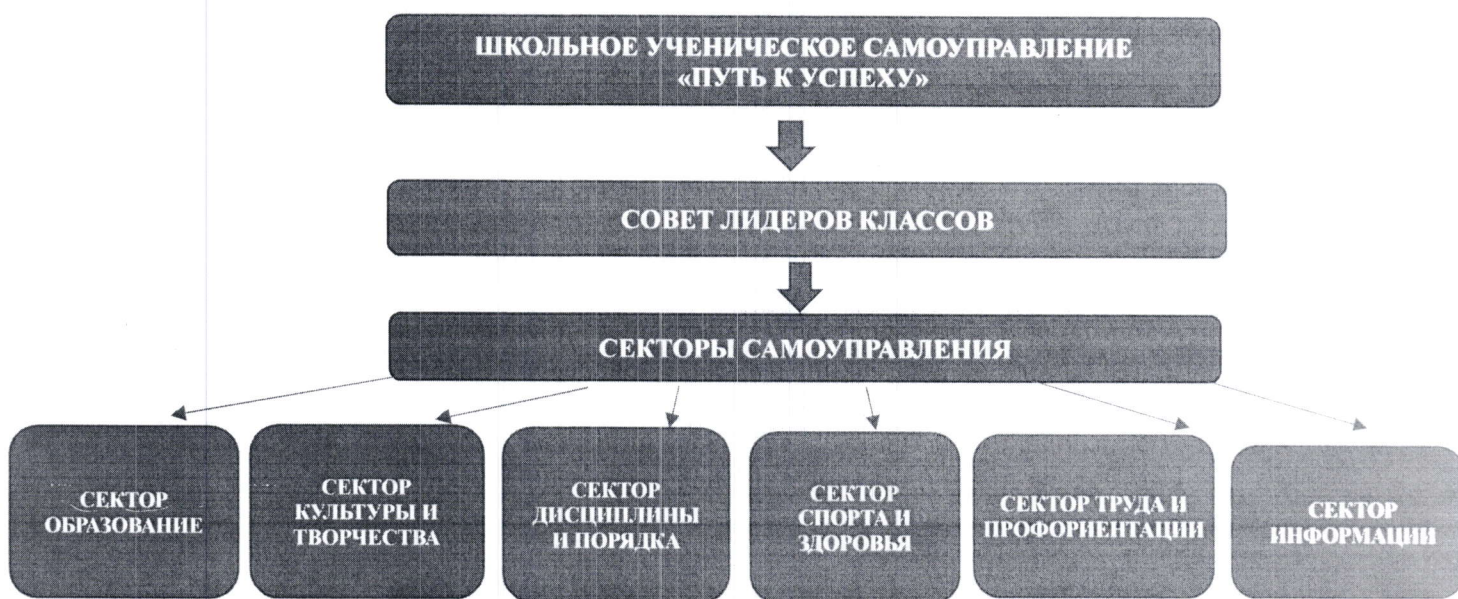 ШКОЛЬНОЕ УЧЕНИЧЕСКОЕ САМОУПРАВЛЕНИЕ
«ПУТЬ К УСПЕХУ»
СОВЕТ ЛИДЕРОВ КЛАССОВ
СЕКТОРЫ САМОУПРАВЛЕНИЯ
СЕКТОР
ОБРАЗОВАНИЕ
СЕКТОР
КУЛЬТУРЫ И
ТВОРЧЕСТВА
СЕКТОР
ДИСЦИПЛИНЫ
И ПОРЯДКА
СЕКТОР
СПОРТА И
ЗДОРОВЬЯ
СЕКТОР ТРУДА И
ПРОФОРИЕНТАЦИИ
СЕКТОР
ИНФОРМАЦИИ